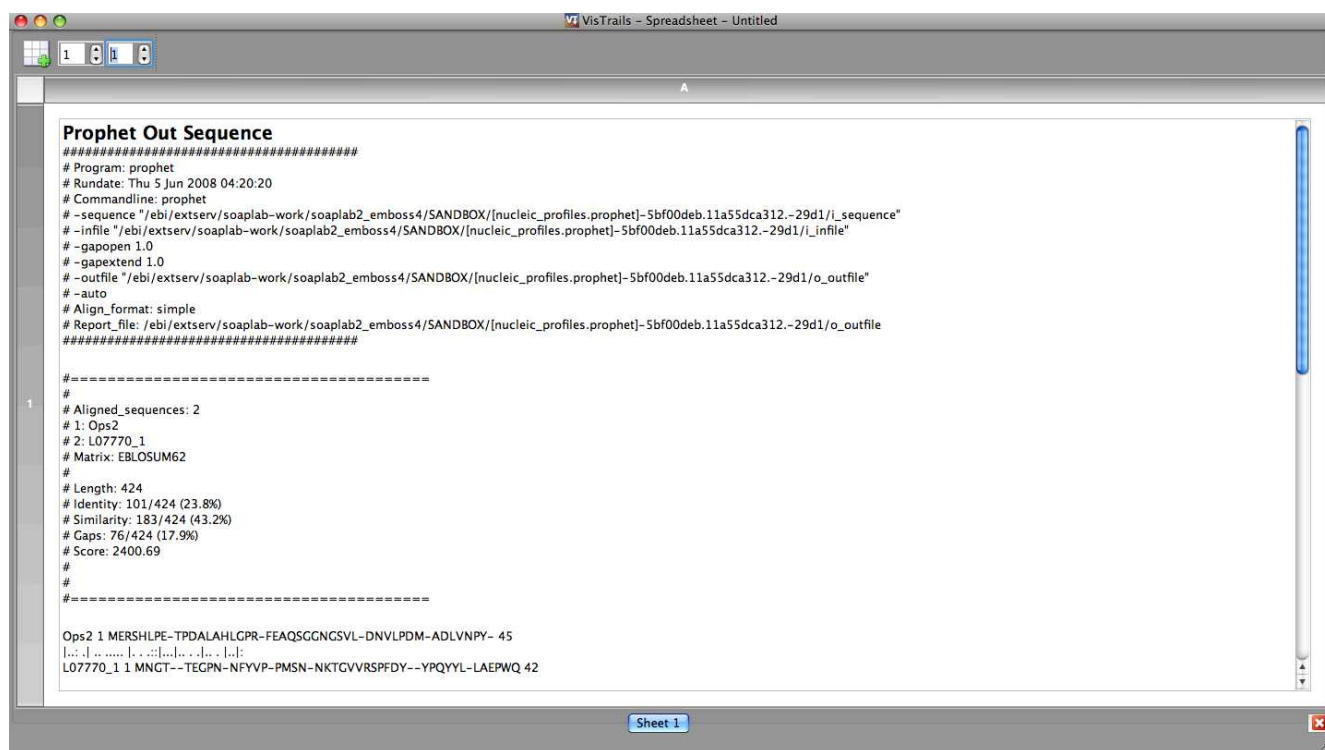 VisTrails - Spreadsheet - Untitled
1 1
A
1
Prophet Out Sequence
########################################
# Program: prophet
# Rundate: Thu 5 Jun 2008 04:20:20
# Commandline: prophet
# -sequence "/ebi/extserv/soaplab-work/soaplab2_emboss4/SANDBOX/[nucleic_profiles.prophet]-5bf00deb.11a55dca312.-29d1/i_sequence"
# -infile "/ebi/extserv/soaplab-work/soaplab2_emboss4/SANDBOX/[nucleic_profiles.prophet]-5bf00deb.11a55dca312.-29d1/i_infile"
# -gapopen 1.0
# -gapextend 1.0
# -outfile "/ebi/extserv/soaplab-work/soaplab2_emboss4/SANDBOX/[nucleic_profiles.prophet]-5bf00deb.11a55dca312.-29d1/o_outfile"
# -auto
# Align_format: simple
# Report_file: /ebi/extserv/soaplab-work/soaplab2_emboss4/SANDBOX/[nucleic_profiles.prophet]-5bf00deb.11a55dca312.-29d1/o_outfile
########################################
#=======================================
#
# Aligned_sequences: 2
# 1: Ops2
# 2: L07770_1
# Matrix: EBLOSUM62
#
# Length: 424
# Identity: 101/424 (23.8%)
# Similarity: 183/424 (43.2%)
# Gaps: 76/424 (17.9%)
# Score: 2400.69
#
#
#=======================================
Ops2 1 MERSHLPE-TPDALAHLGPR-FEAQSGGNGSVL-DNVLPDM-ADLVNPY- 45
|..: .| .. ..... |. . .::|...|.. . .|.. . |..|:
L07770_1 1 MNGT--TEGPN-NFYVP-PMSN-NKTGVVRSPFDY--YPQYYL-LAEPWQ 42
Sheet 1